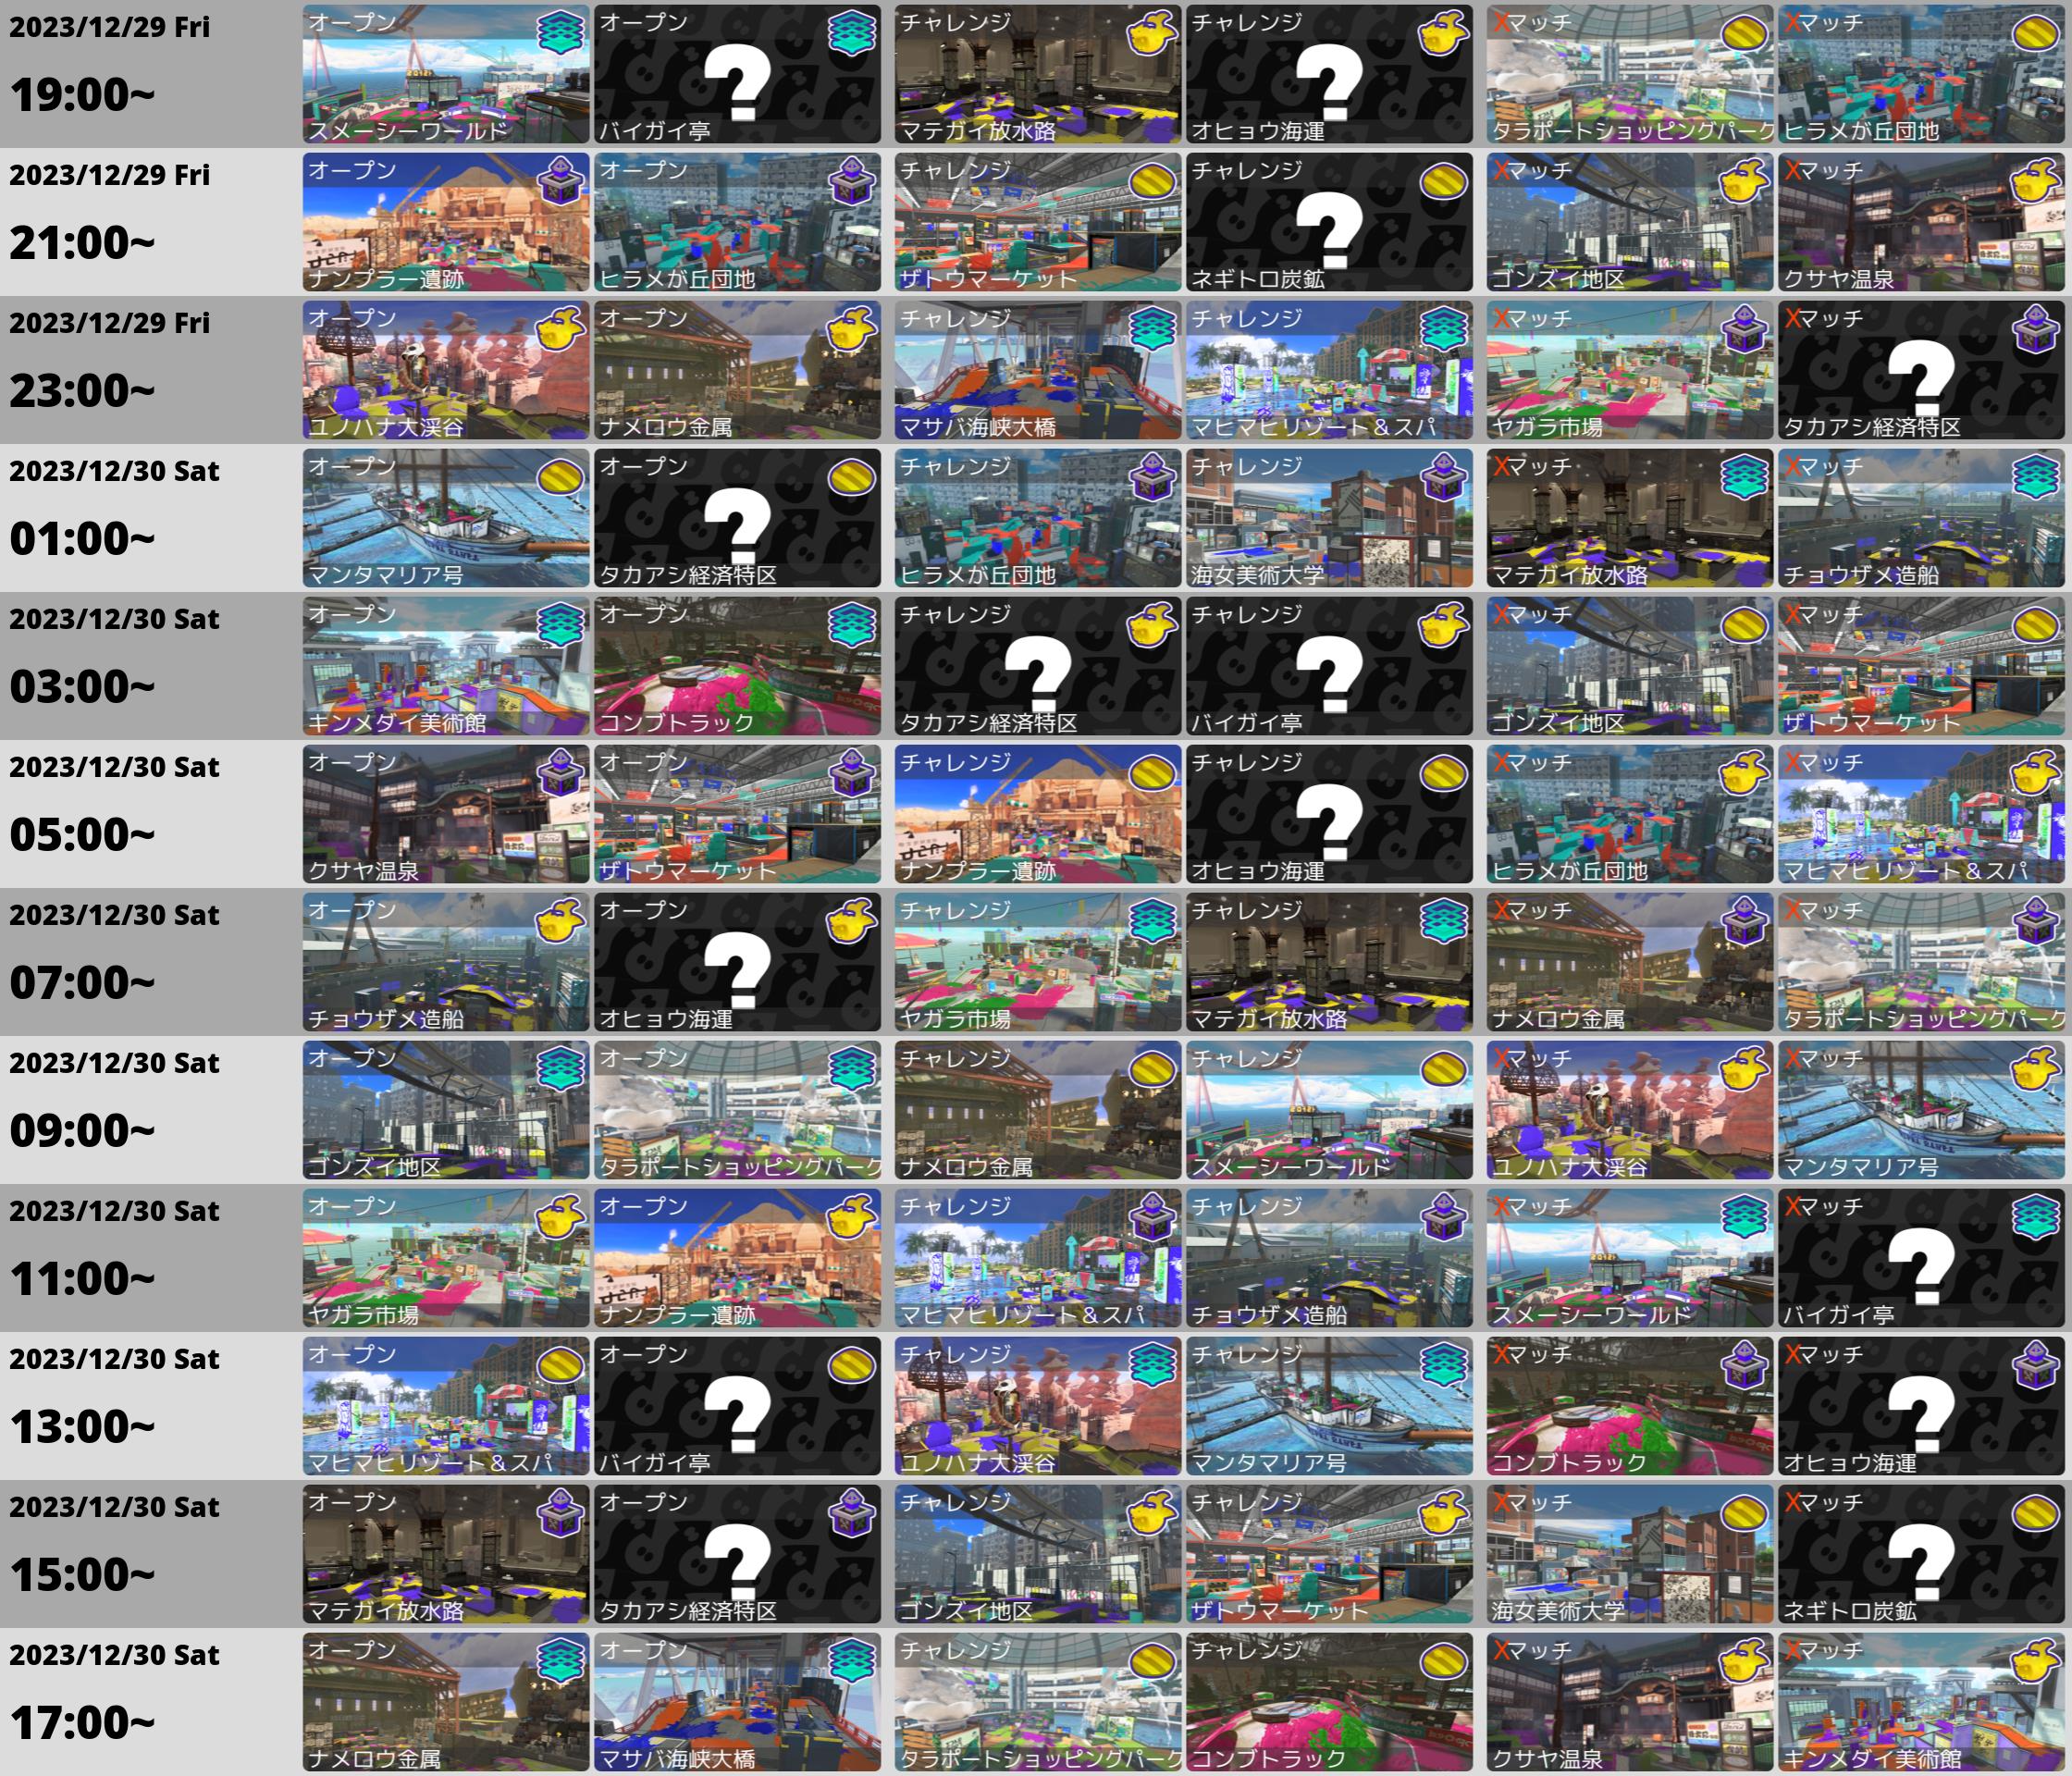 2023/12/29 Fri
19:00~
オープン
スメーシーワールド
オープン
バイガイ亭
チャレンジ
マテガイ放水路
チャレンジ
オヒョウ海運
Xマッチ
タラポートショッピングパーク
Xマッチ
ヒラメが丘団地
2023/12/29 Fri
21:00~
オープン
ナンプラー遺跡
オープン
ヒラメが丘団地
チャレンジ
ザトウマーケット
チャレンジ
ネギトロ炭鉱
Xマッチ
ゴンズイ地区
Xマッチ
クサヤ温泉
2023/12/29 Fri
23:00~
オープン
ユノハナ大渓谷
オープン
ナメロウ金属
チャレンジ
マサバ海峡大橋
チャレンジ
マヒマヒリゾート＆スパ
Xマッチ
ヤガラ市場
Xマッチ
タカアシ経済特区
2023/12/30 Sat
01:00~
オープン
マンタマリア号
オープン
タカアシ経済特区
チャレンジ
ヒラメが丘団地
チャレンジ
海女美術大学
Xマッチ
マテガイ放水路
Xマッチ
チョウザメ造船
2023/12/30 Sat
03:00~
オープン
キンメダイ美術館
オープン
コンブトラック
チャレンジ
タカアシ経済特区
チャレンジ
バイガイ亭
Xマッチ
ゴンズイ地区
Xマッチ
ザトウマーケット
2023/12/30 Sat
05:00~
オープン
クサヤ温泉
オープン
ザトウマーケット
チャレンジ
ナンプラー遺跡
チャレンジ
オヒョウ海運
Xマッチ
ヒラメが丘団地
Xマッチ
マヒマヒリゾート＆スパ
2023/12/30 Sat
07:00~
オープン
チョウザメ造船
オープン
オヒョウ海運
チャレンジ
ヤガラ市場
チャレンジ
マテガイ放水路
Xマッチ
ナメロウ金属
Xマッチ
タラポートショッピングパーク
2023/12/30 Sat
09:00~
オープン
ゴンズイ地区
オープン
タラポートショッピングパーク
チャレンジ
ナメロウ金属
チャレンジ
スメーシーワールド
Xマッチ
ユノハナ大渓谷
Xマッチ
マンタマリア号
2023/12/30 Sat
11:00~
オープン
ヤガラ市場
オープン
ナンプラー遺跡
チャレンジ
マヒマヒリゾート＆スパ
チャレンジ
チョウザメ造船
Xマッチ
スメーシーワールド
Xマッチ
バイガイ亭
2023/12/30 Sat
13:00~
オープン
マヒマヒリゾート＆スパ
オープン
バイガイ亭
チャレンジ
ユノハナ大渓谷
チャレンジ
マンタマリア号
Xマッチ
コンブトラック
Xマッチ
オヒョウ海運
2023/12/30 Sat
15:00~
オープン
マテガイ放水路
オープン
タカアシ経済特区
チャレンジ
ゴンズイ地区
チャレンジ
ザトウマーケット
Xマッチ
海女美術大学
Xマッチ
ネギトロ炭鉱
2023/12/30 Sat
17:00~
オープン
ナメロウ金属
オープン
マサバ海峡大橋
チャレンジ
タラポートショッピングパーク
チャレンジ
コンブトラック
Xマッチ
クサヤ温泉
Xマッチ
キンメダイ美術館